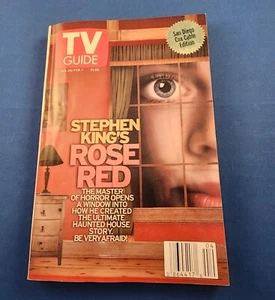 TV
GUIDE
San Diego
Cox Cable
Edition
STEPHEN
KING'S
ROSE
RED
THE MASTER
OF HORROR OPENS
A WINDOW INTO
HOW HE CREATED
THE ULTIMATE
HAUNTED HOUSE
STORY.
BE VERY AFRAID!
04